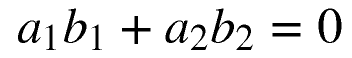 a₁b₁ + a₂b₂ = 0